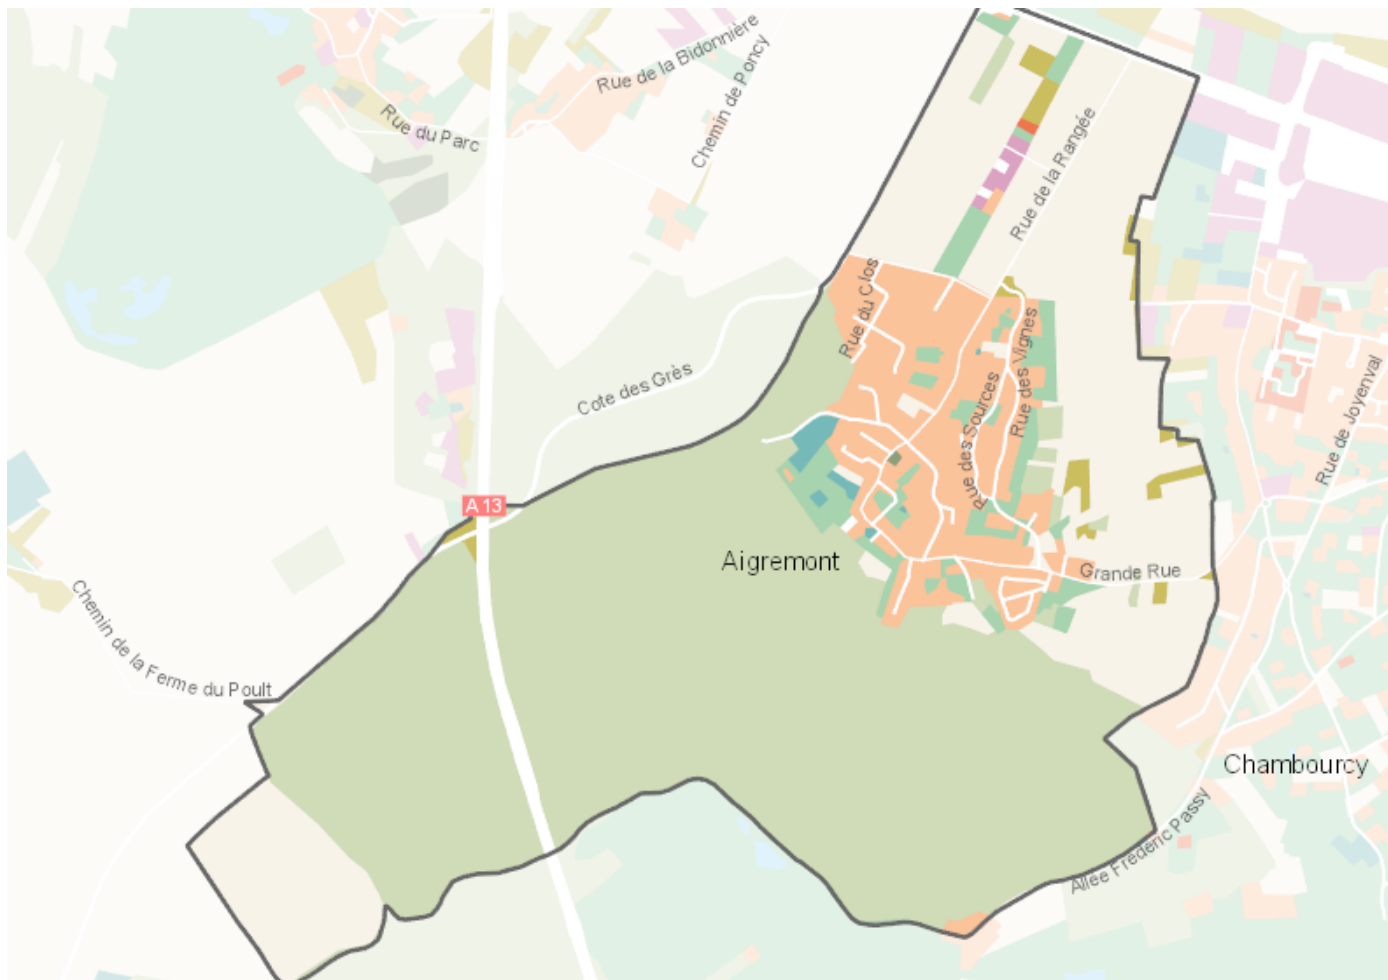 Rue de la Bidonnière
Chemin de Poncy
Rue du Parc
Rue de la Rangée
Rue du Clos
Rue des Vignes
Cote des Grès
Rue des Sources
Rue de Joyenval
A 13
Aigremont
Grande Rue
Chemin de la Ferme du Poult
Chambourcy
Allée Fréderic Passy